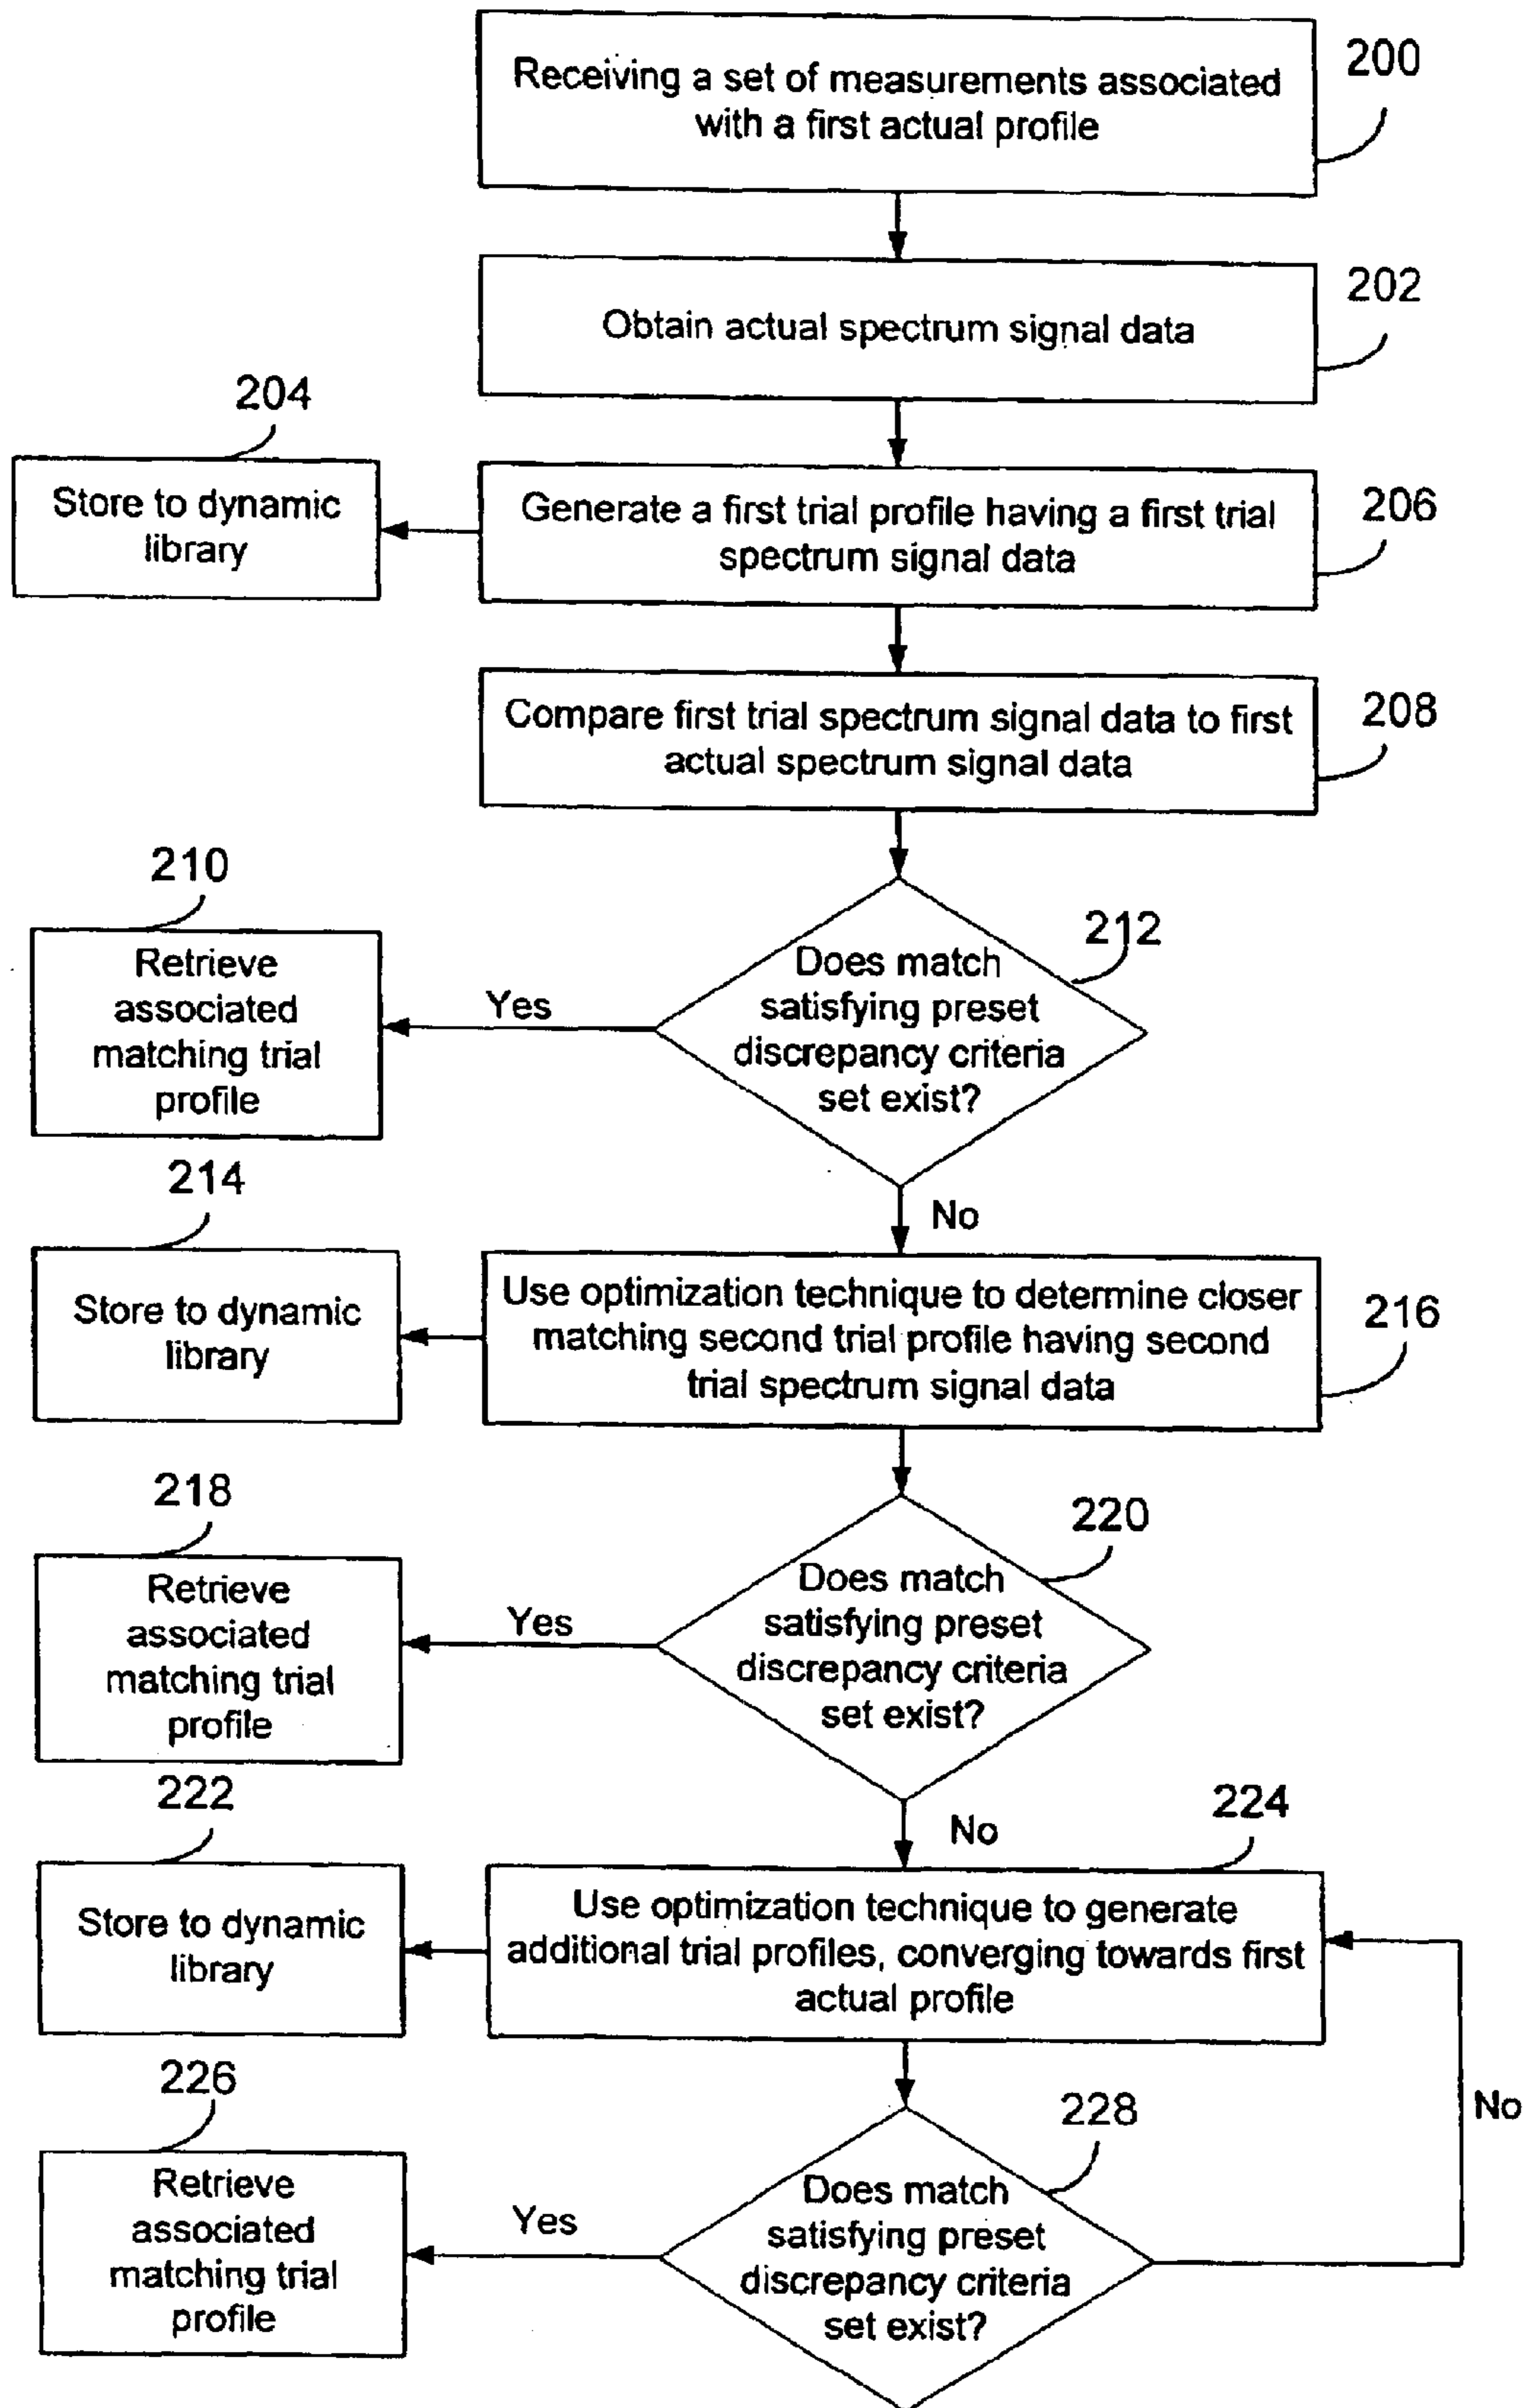 Receiving a set of measurements associated
with a first actual profile
200
Obtain actual spectrum signal data
202
204
Store to dynamic
library
Generate a first trial profile having a first trial
spectrum signal data
206
Compare first trial spectrum signal data to first
actual spectrum signal data
208
210
Retrieve
associated
matching trial
profile
Yes
Does match
satisfying preset
discrepancy criteria
set exist?
212
No
214
Store to dynamic
library
Use optimization technique to determine closer
matching second trial profile having second
trial spectrum signal data
216
218
Retrieve
associated
matching trial
profile
Yes
Does match
satisfying preset
discrepancy criteria
set exist?
220
No
222
Store to dynamic
library
224
Use optimization technique to generate
additional trial profiles, converging towards first
actual profile
226
Retrieve
associated
matching trial
profile
Yes
228
Does match
satisfying preset
discrepancy criteria
set exist?
No